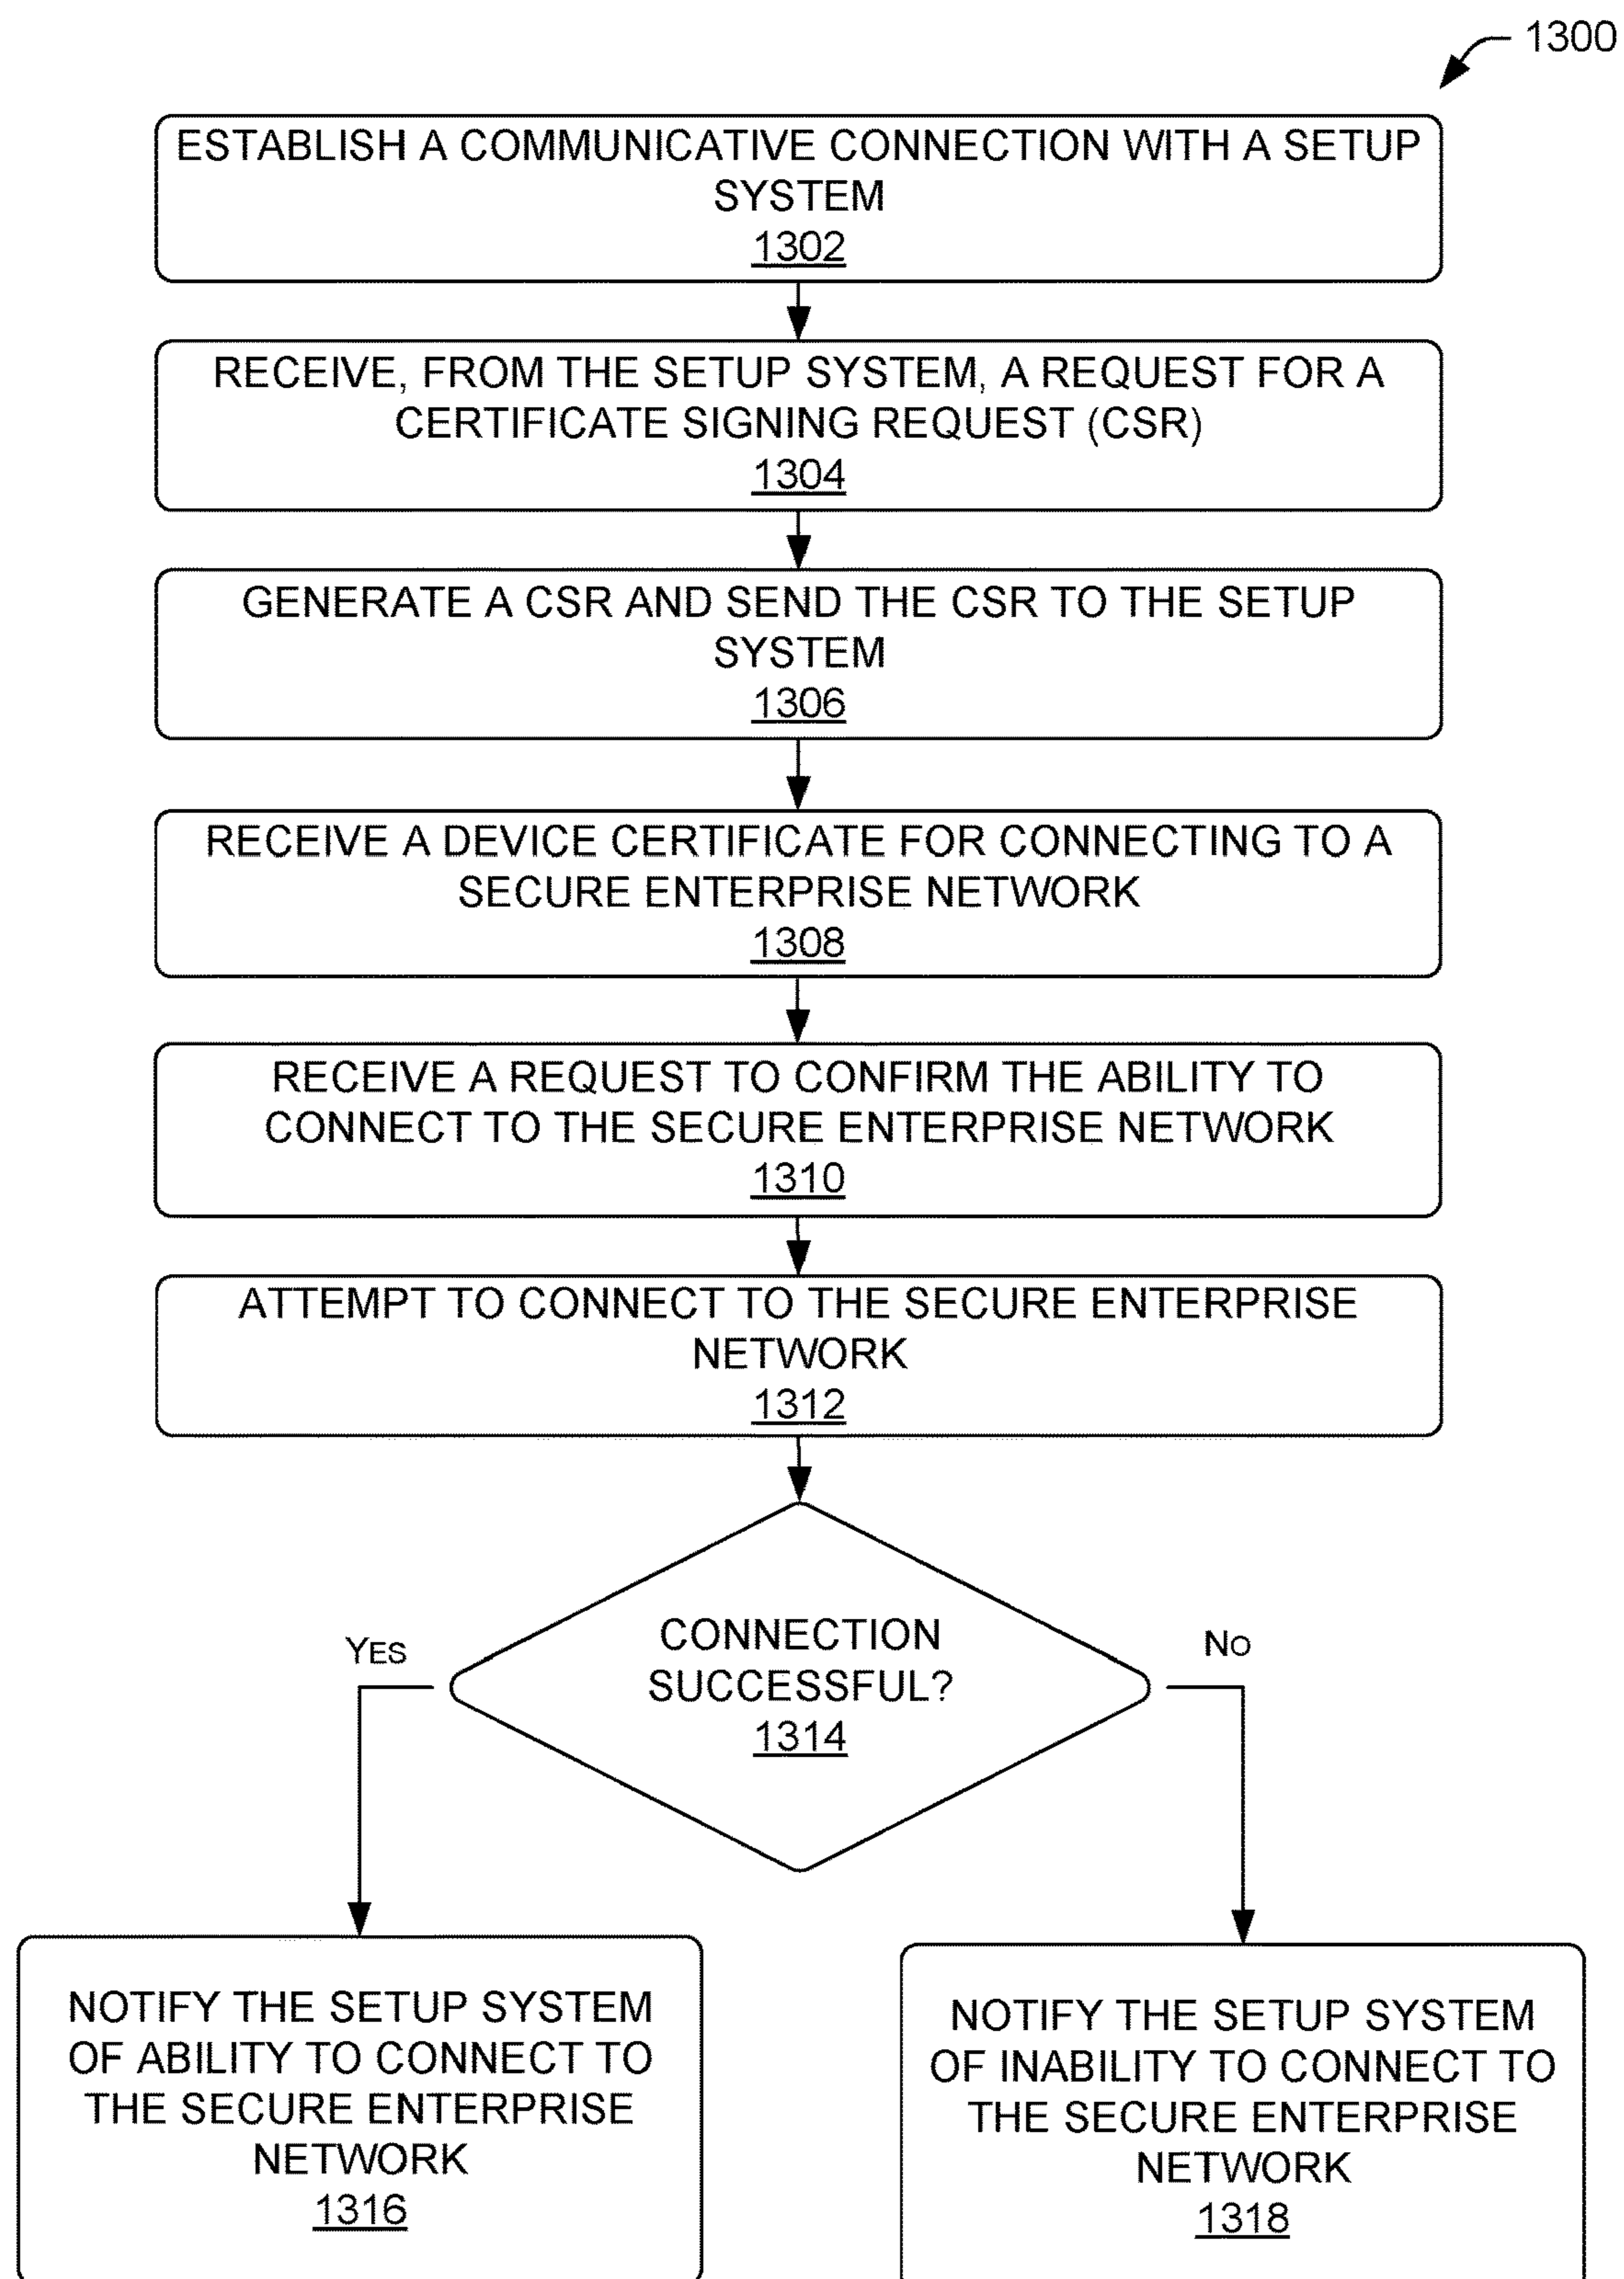 1300
ESTABLISH A COMMUNICATIVE CONNECTION WITH A SETUP
SYSTEM
1302
RECEIVE, FROM THE SETUP SYSTEM, A REQUEST FOR A
CERTIFICATE SIGNING REQUEST (CSR)
1304
GENERATE A CSR AND SEND THE CSR TO THE SETUP
SYSTEM
1306
RECEIVE A DEVICE CERTIFICATE FOR CONNECTING TO A
SECURE ENTERPRISE NETWORK
1308
RECEIVE A REQUEST TO CONFIRM THE ABILITY TO
CONNECT TO THE SECURE ENTERPRISE NETWORK
1310
ATTEMPT TO CONNECT TO THE SECURE ENTERPRISE
NETWORK
1312
CONNECTION
SUCCESSFUL?
1314
YES
NO
NOTIFY THE SETUP SYSTEM
OF ABILITY TO CONNECT TO
THE SECURE ENTERPRISE
NETWORK
1316
NOTIFY THE SETUP SYSTEM
OF INABILITY TO CONNECT TO
THE SECURE ENTERPRISE
NETWORK
1318